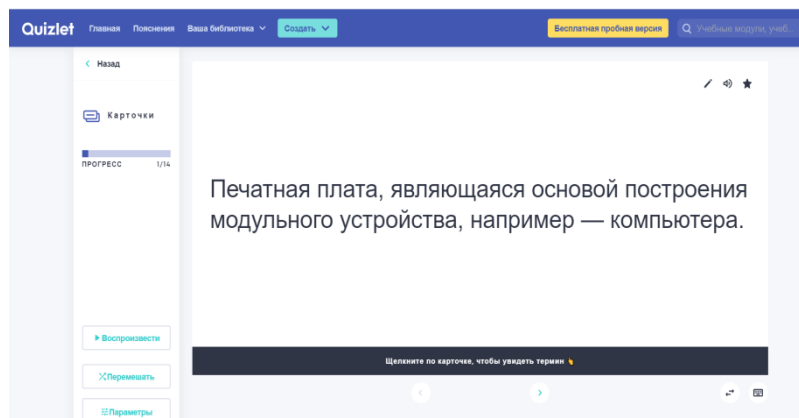 Quizlet Главная Пояснения Ваша библиотека Создать Бесплатная пробная версия Учебные модули, учеб...
Назад
Карточки
ПРОГРЕСС 1/14
Печатная плата, являющаяся основой построения
модульного устройства, например — компьютера.
Воспроизвести
Щелкните по карточке, чтобы увидеть термин
Перемешать
Параметры